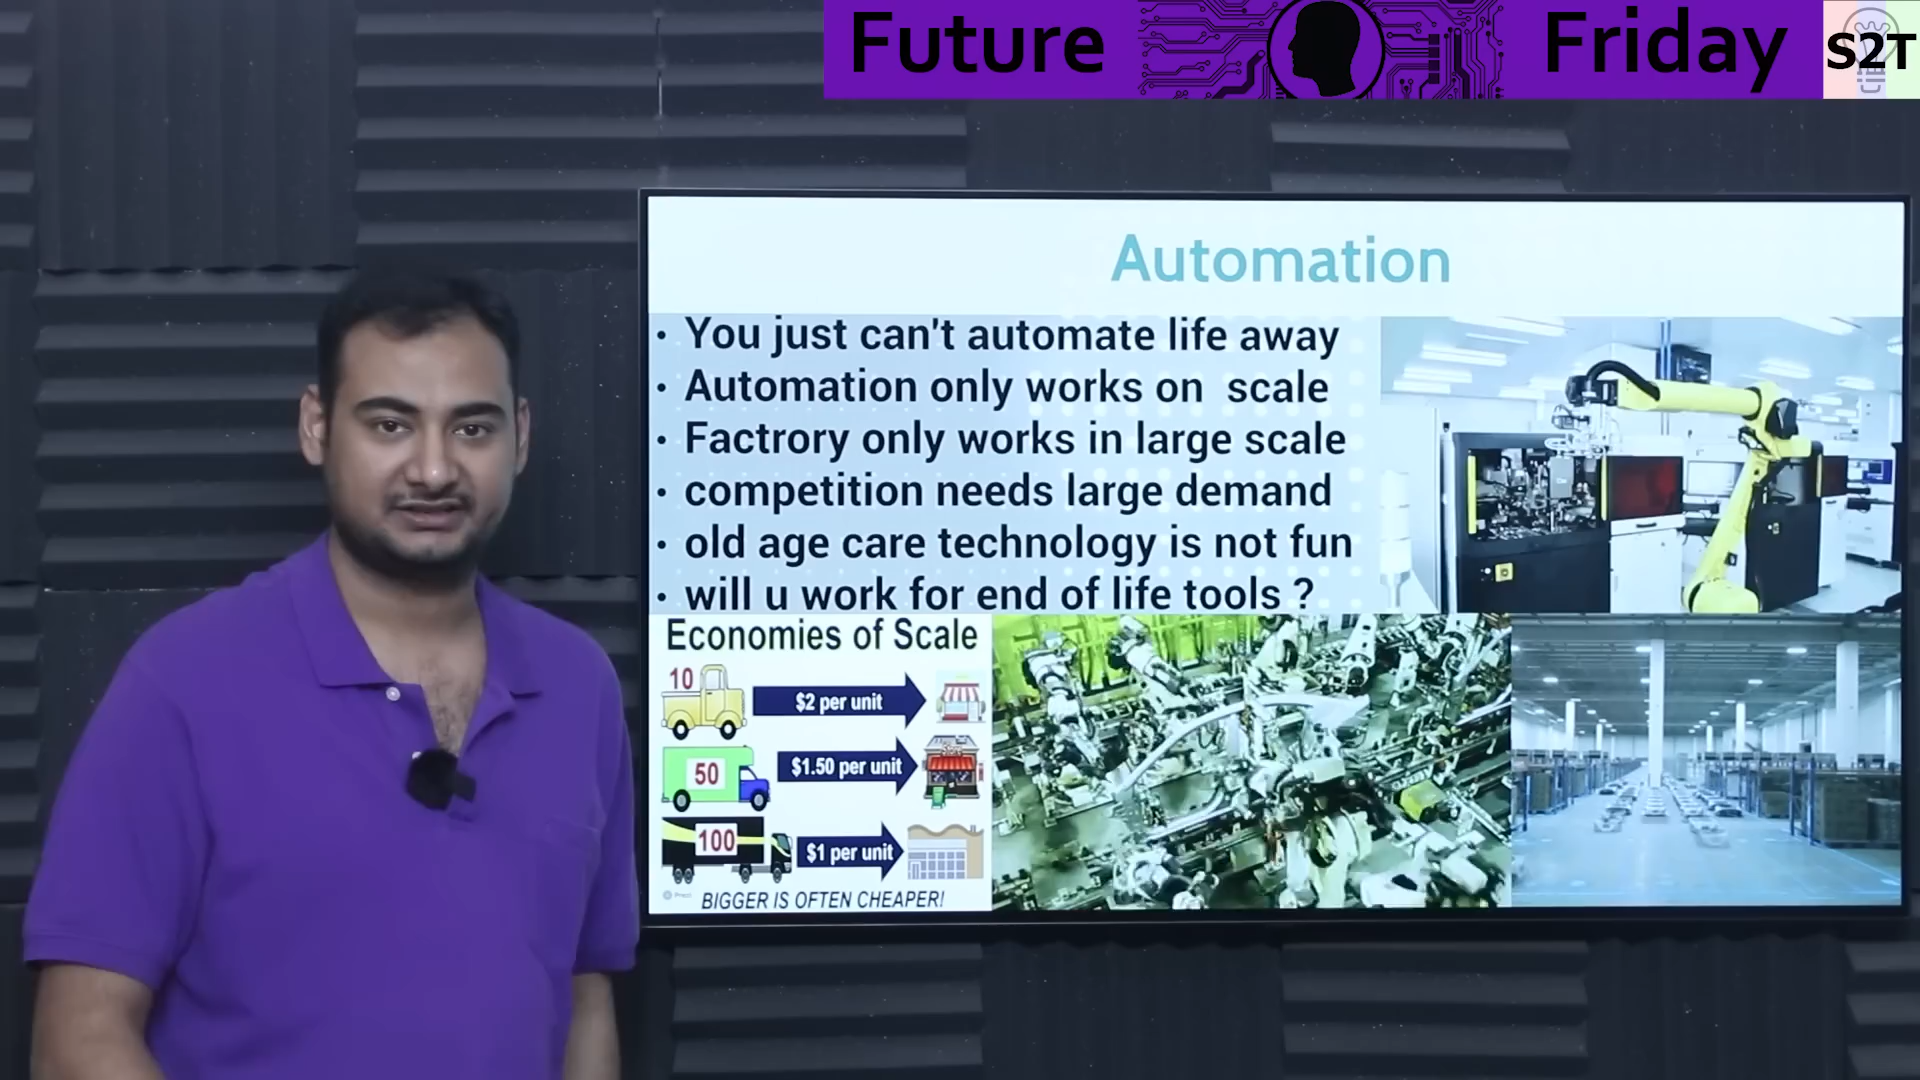 Future Friday S2T
Automation
• You just can't automate life away
• Automation only works on scale
• Factrory only works in large scale
• competition needs large demand
• old age care technology is not fun
• will u work for end of life tools ?
Economies of Scale
10
$2 per unit
50
$1.50 per unit
100
$1 per unit
BIGGER IS OFTEN CHEAPER!